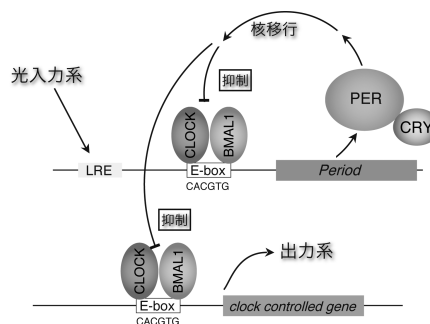 核移行
光入力系
抑制
PER
CRY
CLOCK
BMAL1
LRE
E-box
Period
CACGTG
抑制
出力系
CLOCK
BMAL1
E-box
clock controlled gene
CACGTG